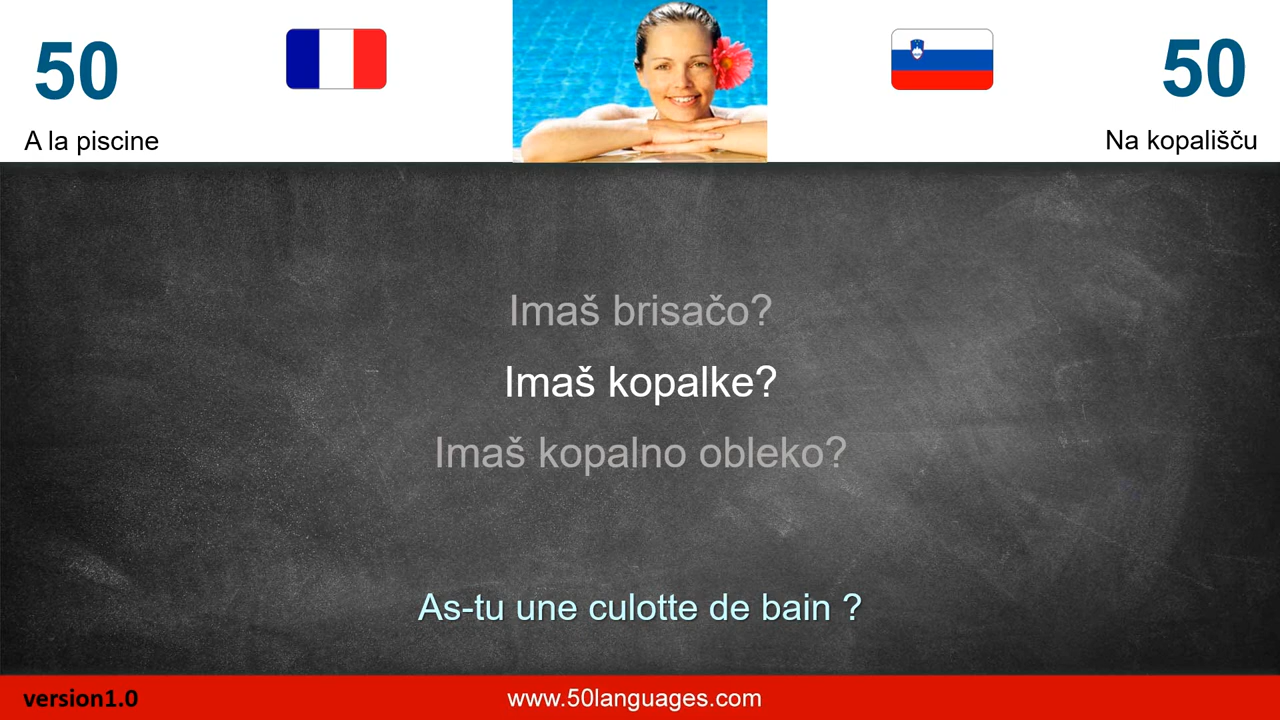 50
50
A la piscine
Na kopališču
Imaš brisačo?
Imaš kopalke?
Imaš kopalno obleko?
As-tu une culotte de bain ?
version1.0
www.50languages.com